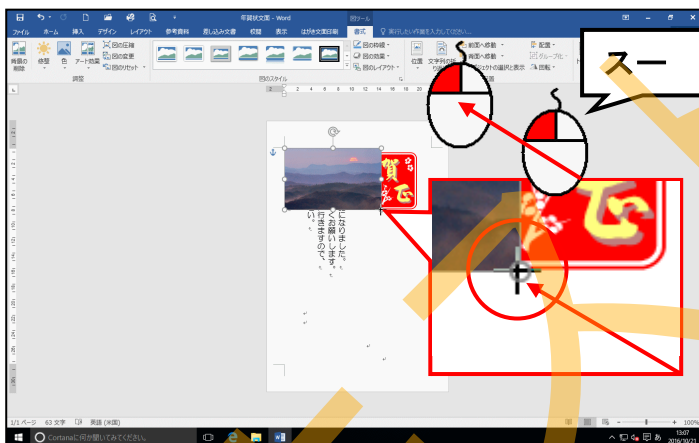 年賀状文面 - Word
図ツール
ファイル ホーム 挿入 デザイン レイアウト 参考資料 差し込み文書 校閲 表示 はがき文面印刷 書式 実行したい作業を入力してください
背景の削除
修整
色
アート効果
図の圧縮
図の変更
図のリセット
調整
図のスタイル
図の枠線
図の効果
図のレイアウト
位置
前面へ移動
背面へ移動
配置
グループ化
回転
スー
賀
正
になりました。
くお願いします。
行きますので、
い。
1/1 ページ 63 文字 英語 (米国)
Cortanaに何か聞いてみてください。
13:07
2016/10/21